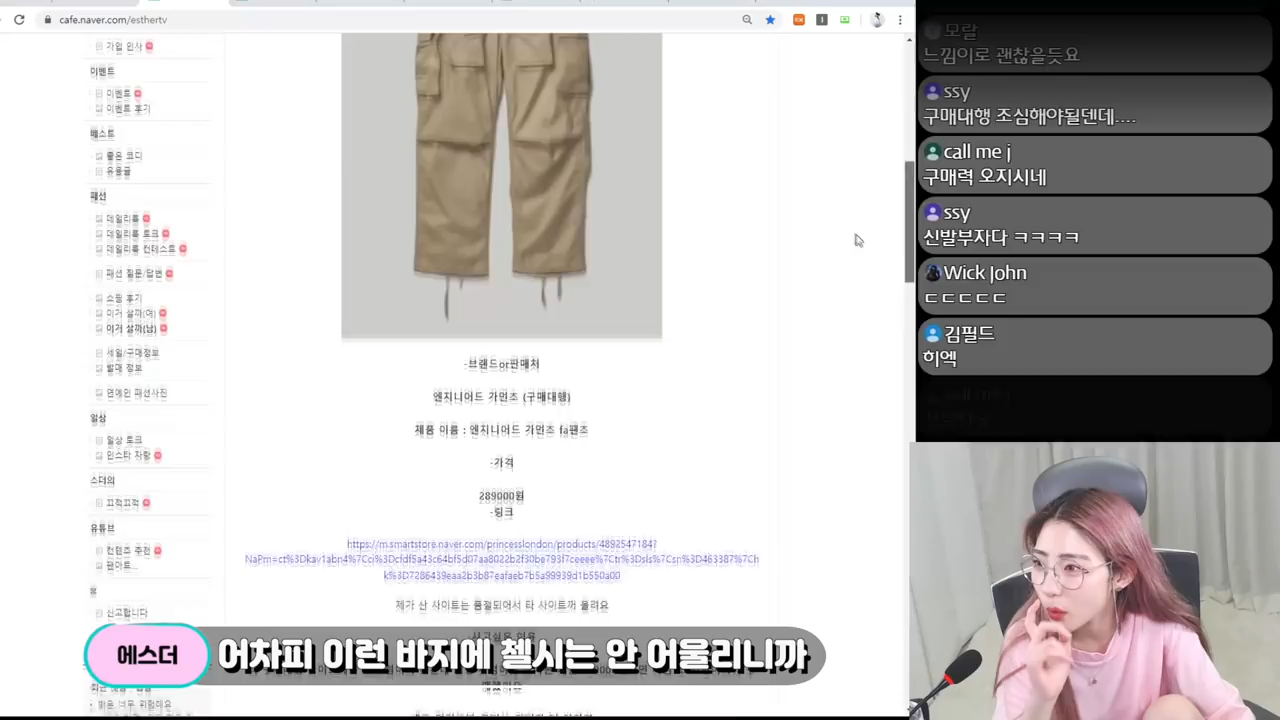 cafe.naver.com/esthertv
가입 인사
이벤트
이벤트
이벤트 후기
베스트
좋은 코디
유용글
패션
데일리룩
데일리룩 토크
데일리룩 컨테스트
패션 질문/답변
쇼핑 후기
이거 살까(여)
이거 살까(남)
세일/구매정보
발매 정보
연예인 패션사진
일상
일상 토크
인스타 자랑
스더의
끄적끄적
유튜브
컨텐츠 추천
팬아트..
신고합니다
-브랜드or판매처
엔지니어드 가먼츠 (구매대행)
제품 이름 : 엔지니어드 가먼츠 fa팬츠
-가격
289000원
-링크
https://m.smartstore.naver.com/princesslondon/products/4892547184?
제가 산 사이트는 품절되어서 타 사이트꺼 올려요
에스더
어차피 이런 바지에 첼시는 안 어울리니까
모랄
느낌이로 괜찮을듯요
ssy
구매대행 조심해야될덴데....
call me j
구매력 오지시네
ssy
신발부자다 ㅋㅋㅋㅋ
Wick John
ㄷㄷㄷㄷㄷ
김필드
히엑